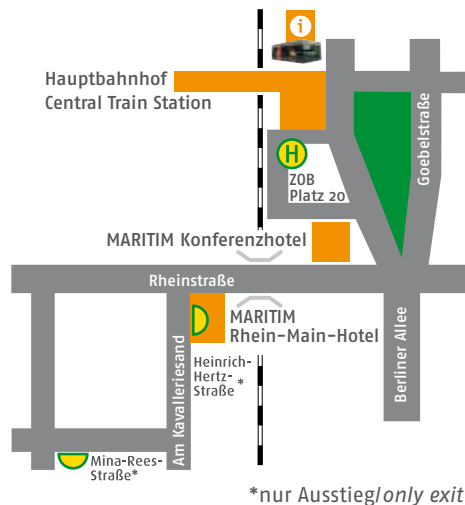 i
Hauptbahnhof
Central Train Station
Goebelstraße
H
ZOB
Platz 20
MARITIM Konferenzhotel
Rheinstraße
MARITIM
Rhein-Main-Hotel
Berliner Allee
Am Kavalleriesand
Heinrich-
Hertz-
Straße*
Mina-Rees-
Straße*
*nur Ausstieg/only exit